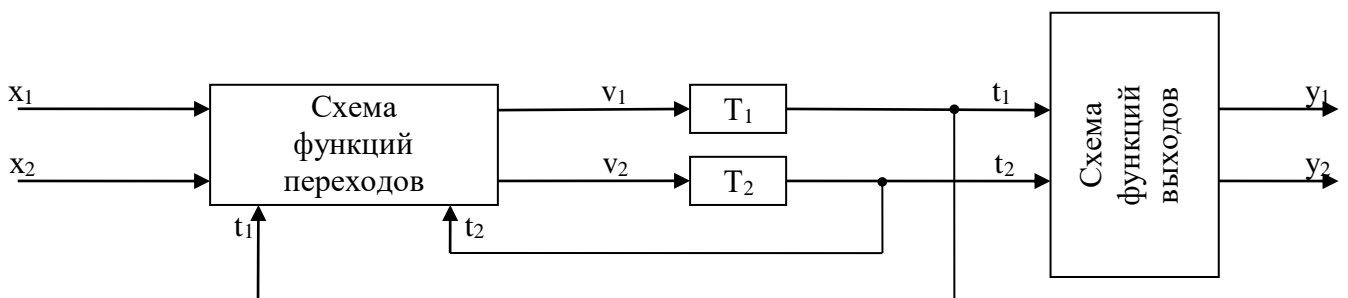 x₁
x₂
Схема
функций
переходов
t₁
t₂
v₁
v₂
T₁
T₂
t₁
t₂
Схема
функций
выходов
y₁
y₂